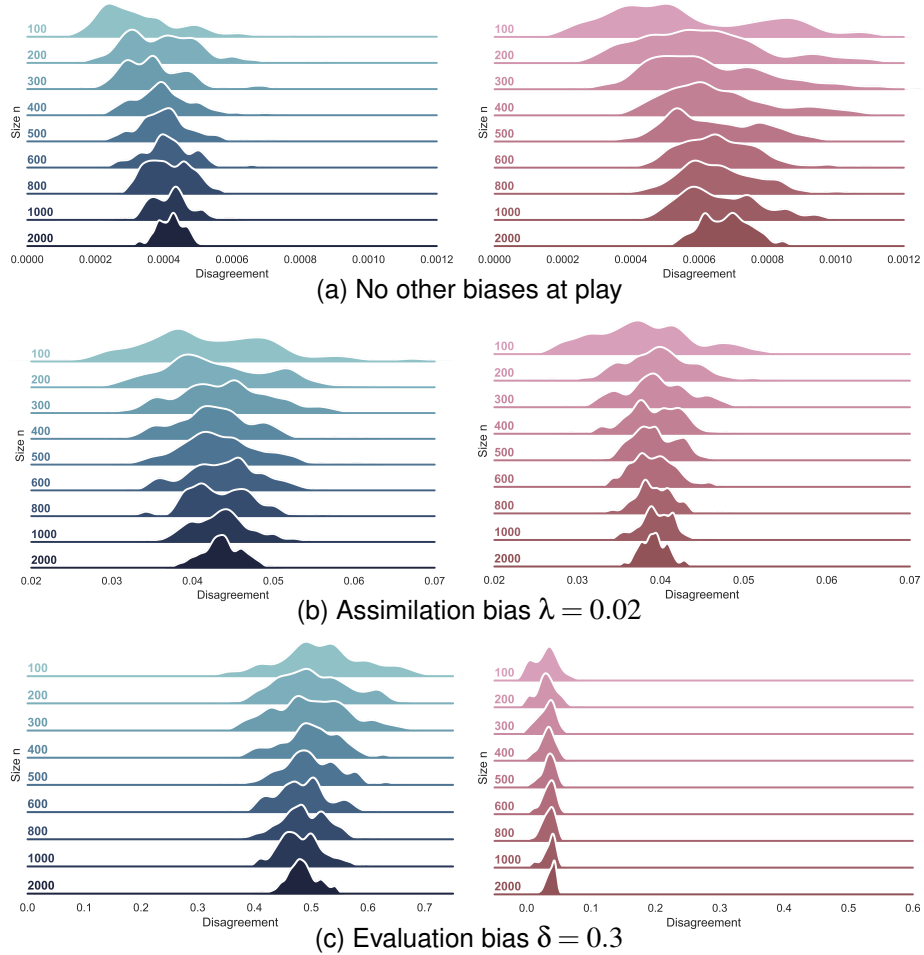 100
200
300
400
500
600
800
1000
2000
Size n
0.0000 0.0002 0.0004 0.0006 0.0008 0.0010 0.0012
Disagreement
100
200
300
400
500
600
800
1000
2000
Size n
0.0000 0.0002 0.0004 0.0006 0.0008 0.0010 0.0012
Disagreement
(a) No other biases at play
100
200
300
400
500
600
800
1000
2000
Size n
0.02 0.03 0.04 0.05 0.06 0.07
Disagreement
100
200
300
400
500
600
800
1000
2000
Size n
0.02 0.03 0.04 0.05 0.06 0.07
Disagreement
(b) Assimilation bias λ = 0.02
100
200
300
400
500
600
800
1000
2000
Size n
0.0 0.1 0.2 0.3 0.4 0.5 0.6 0.7
Disagreement
100
200
300
400
500
600
800
1000
2000
Size n
0.0 0.1 0.2 0.3 0.4 0.5 0.6
Disagreement
(c) Evaluation bias δ = 0.3